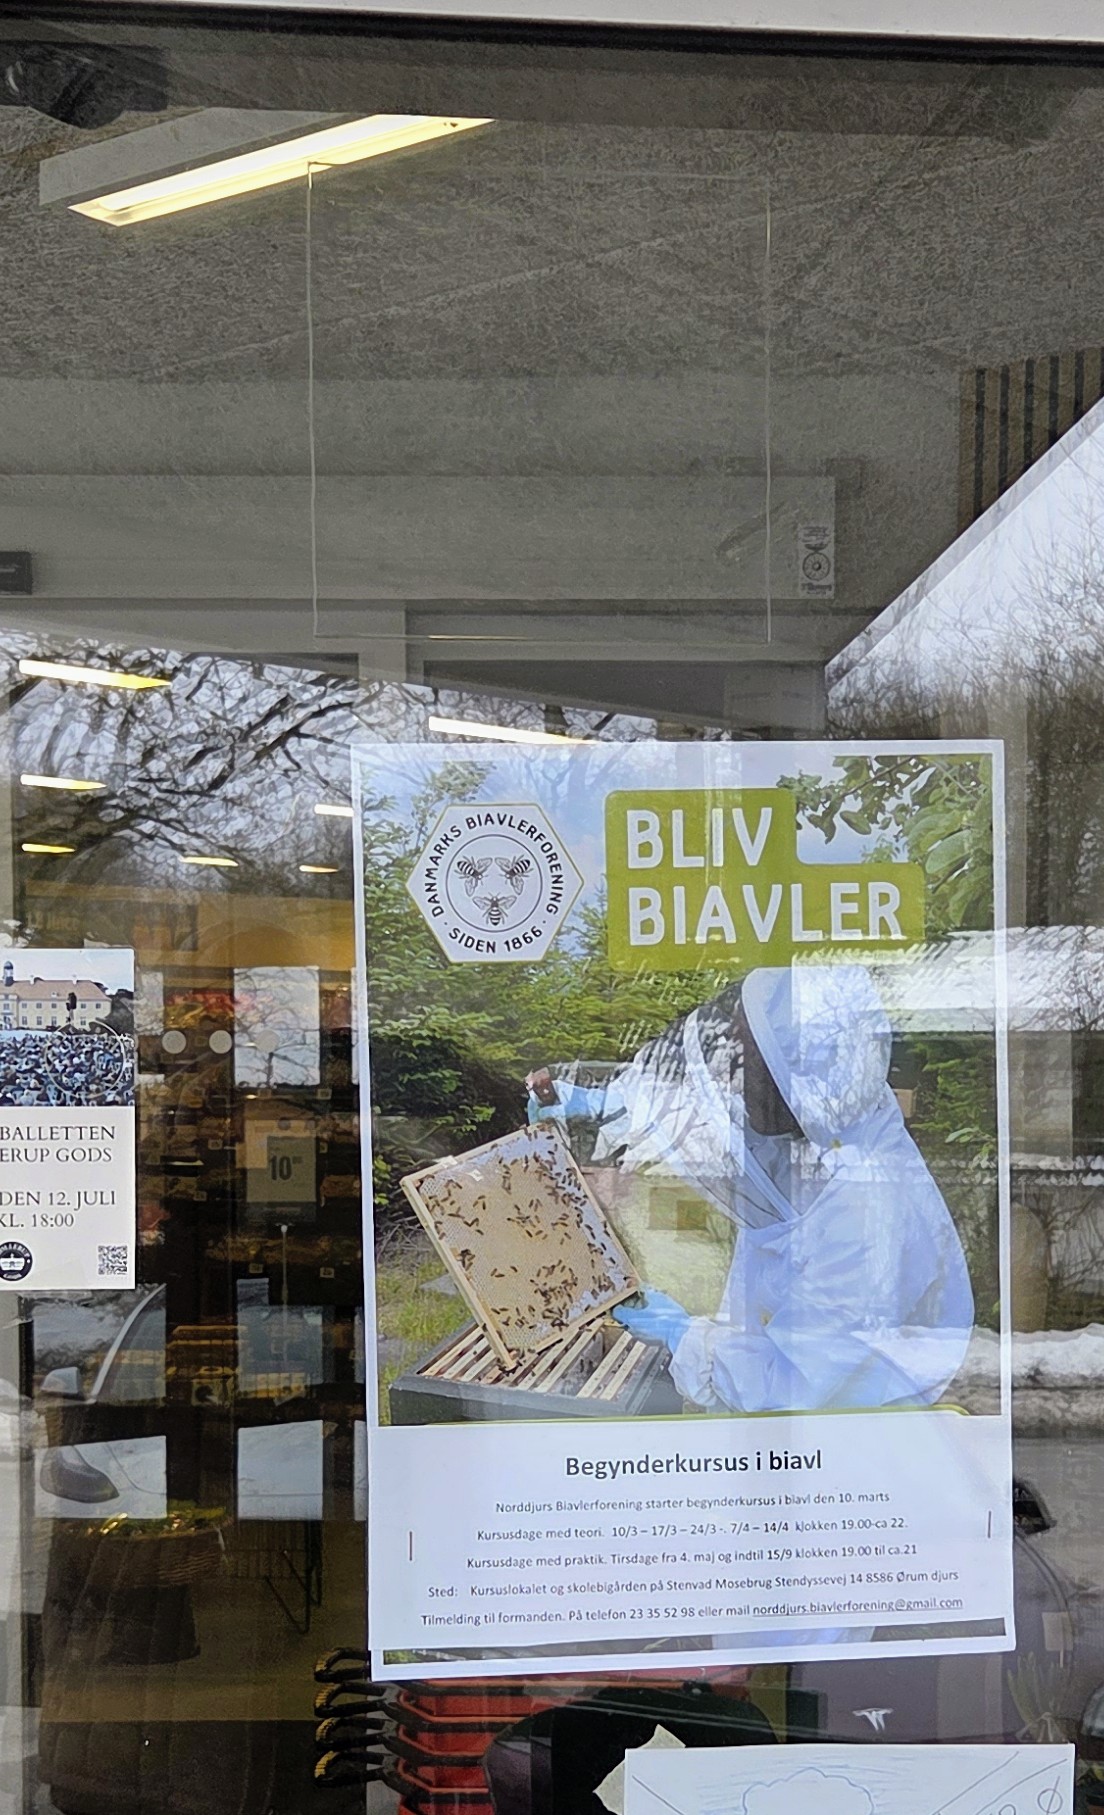 DANMARKS BIAVLERFORENING
· SIDEN 1866 ·
BLIV
BIAVLER
BALLETTEN
ERUP GODS
DEN 12. JULI
KL. 18:00
10
Begynderkursus i biavl
Norddjurs Biavlerforening starter begynderkursus i biavl den 10. marts
Kursusdage med teori. 10/3 – 17/3 – 24/3 -. 7/4 – 14/4 klokken 19.00-ca 22.
Kursusdage med praktik. Tirsdage fra 4. maj og indtil 15/9 klokken 19.00 til ca.21
Sted: Kursuslokalet og skolebigården på Stenvad Mosebrug Stendyssevej 14 8586 Ørum djurs
Tilmelding til formanden. På telefon 23 35 52 98 eller mail norddjurs.biavlerforening@gmail.com